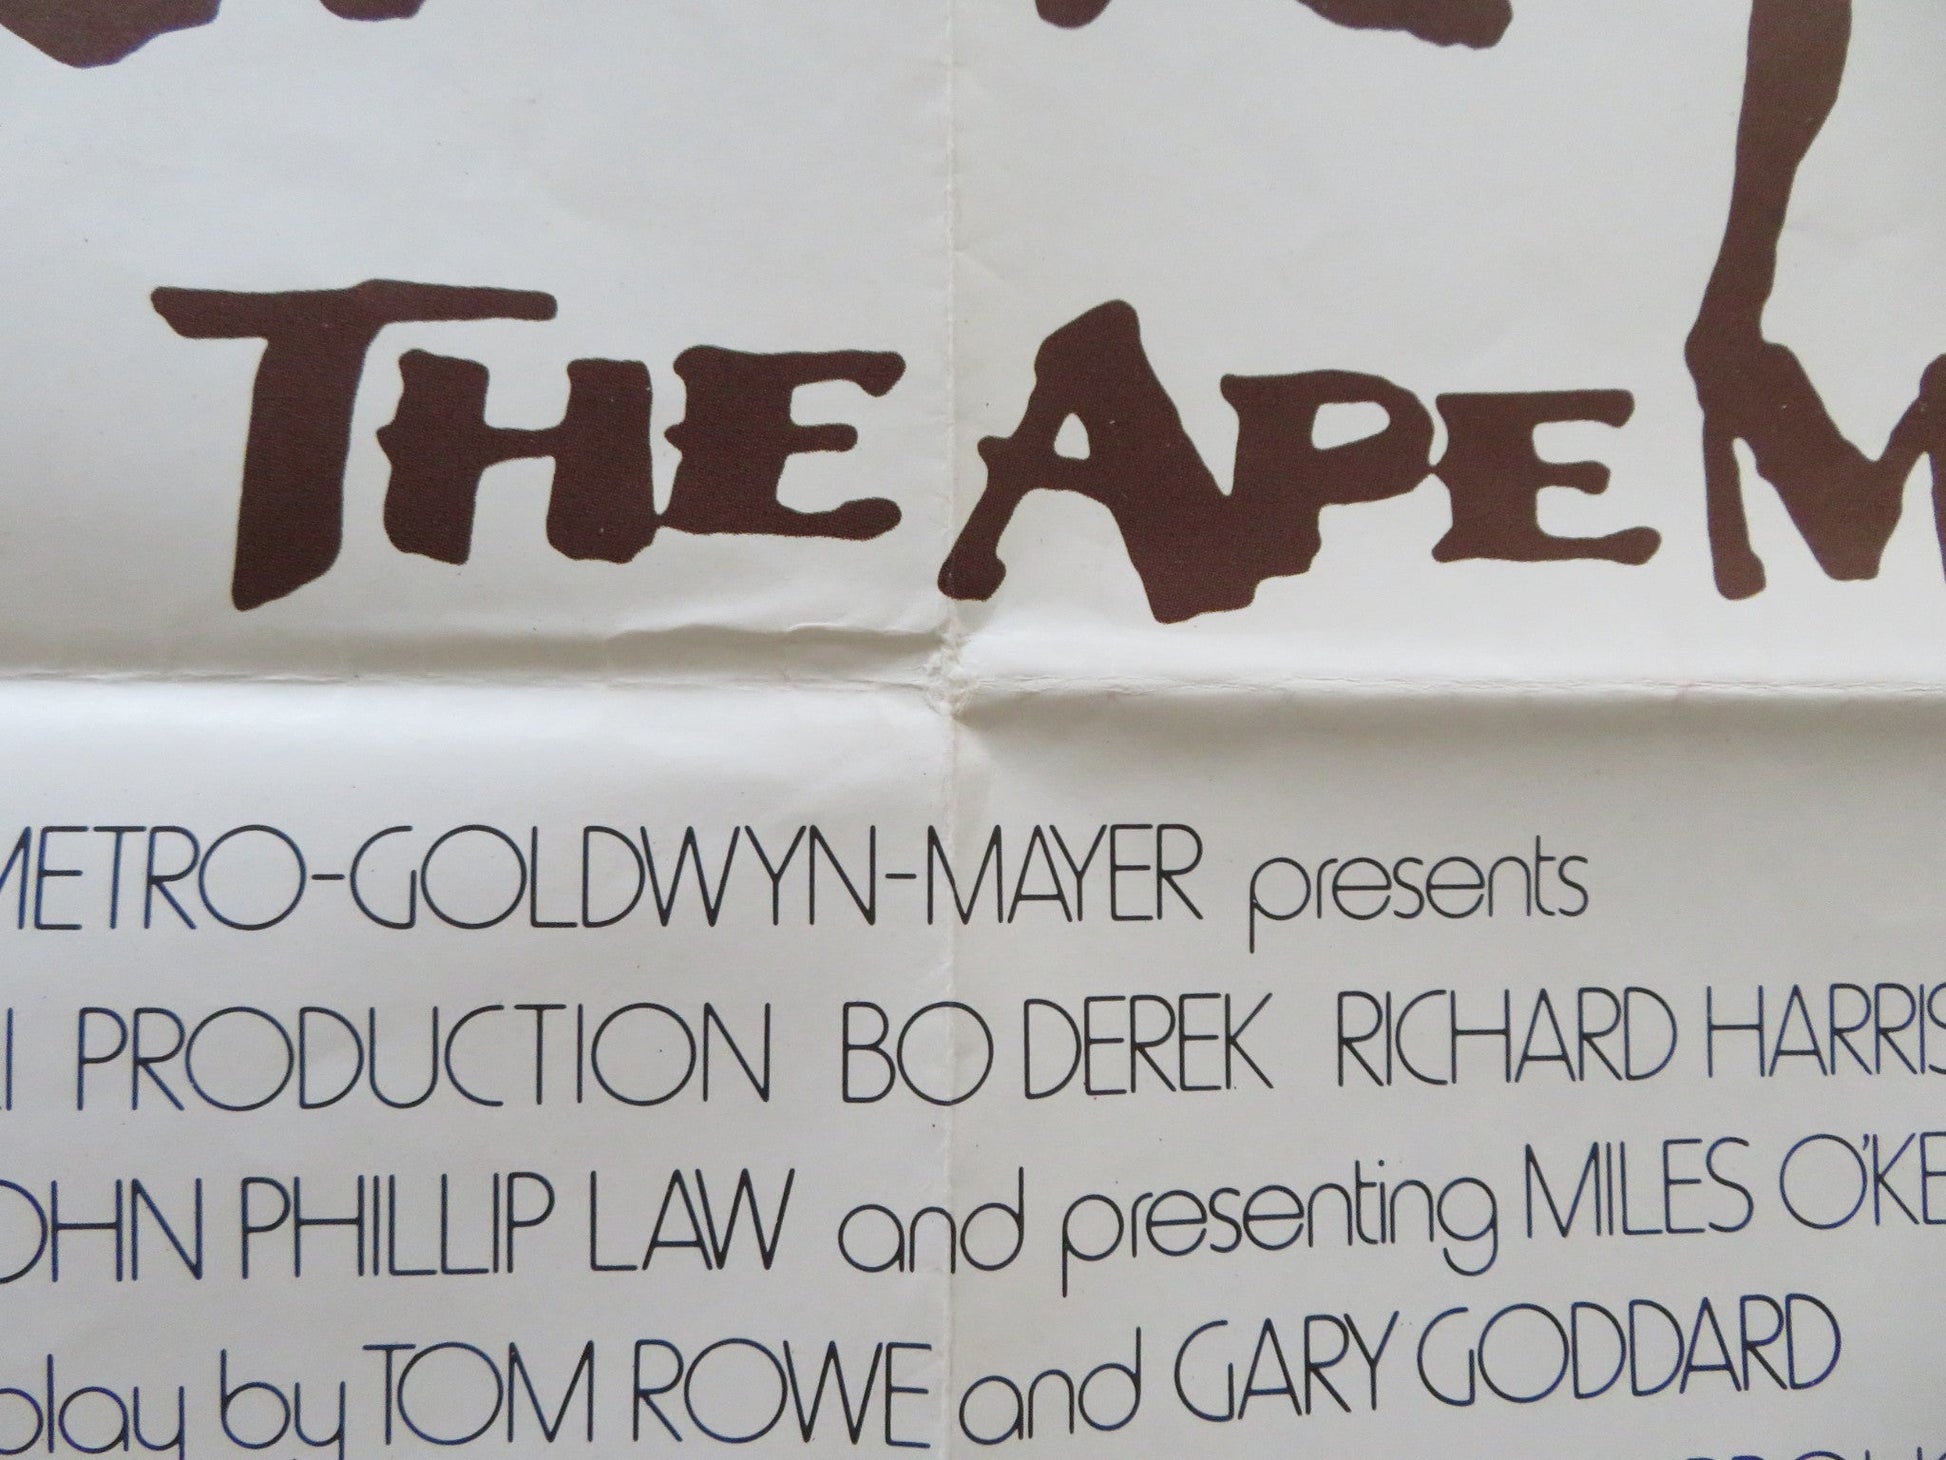 THE APE M
METRO-GOLDWYN-MAYER presents
PRODUCTION BO DEREK RICHARD HARRIS
OHN PHILLIP LAW and presenting MILES O'KE
play by TOM ROWE and GARY GODDARD